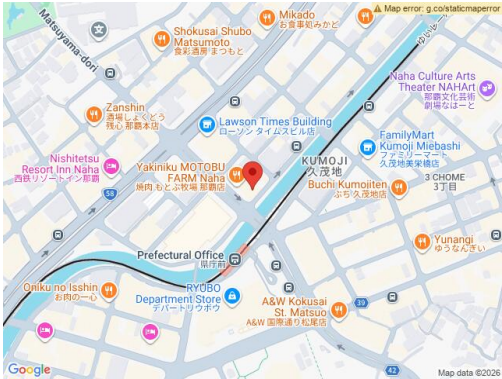 Map error: g.co/staticmaperror
Mikado
お食事処みかど
Matsuyama-dori
Shokusai Shubo
Matsumoto
食彩酒房·まつもと
Naha Culture Arts
Theater NAHArt
那覇文化芸術
劇場なはーと
Zanshin
酒場しょくどう
残心 那覇本店
Lawson Times Building
ローソン タイムスビル店
FamilyMart
Kumoji Miebashi
ファミリーマート
久茂地美栄橋店
Nishitetsu
Resort Inn Naha
西鉄リゾートイン那覇
Yakiniku MOTOBU
FARM Naha
焼肉 もとぶ牧場 那覇店
KUMOJI
久茂地
3 CHOME
3丁目
Buchi Kumojiten
ぶち 久茂地店
58
Yunangi
ゆうなんぎい
Prefectural Office
県庁前
Oniku no Isshin
お肉の一心
RYUBO
Department Store
デパートリウボウ
A&W Kokusai
St. Matsuo
A&W 国際通り松尾店
39
42
Google
Map data ©2026